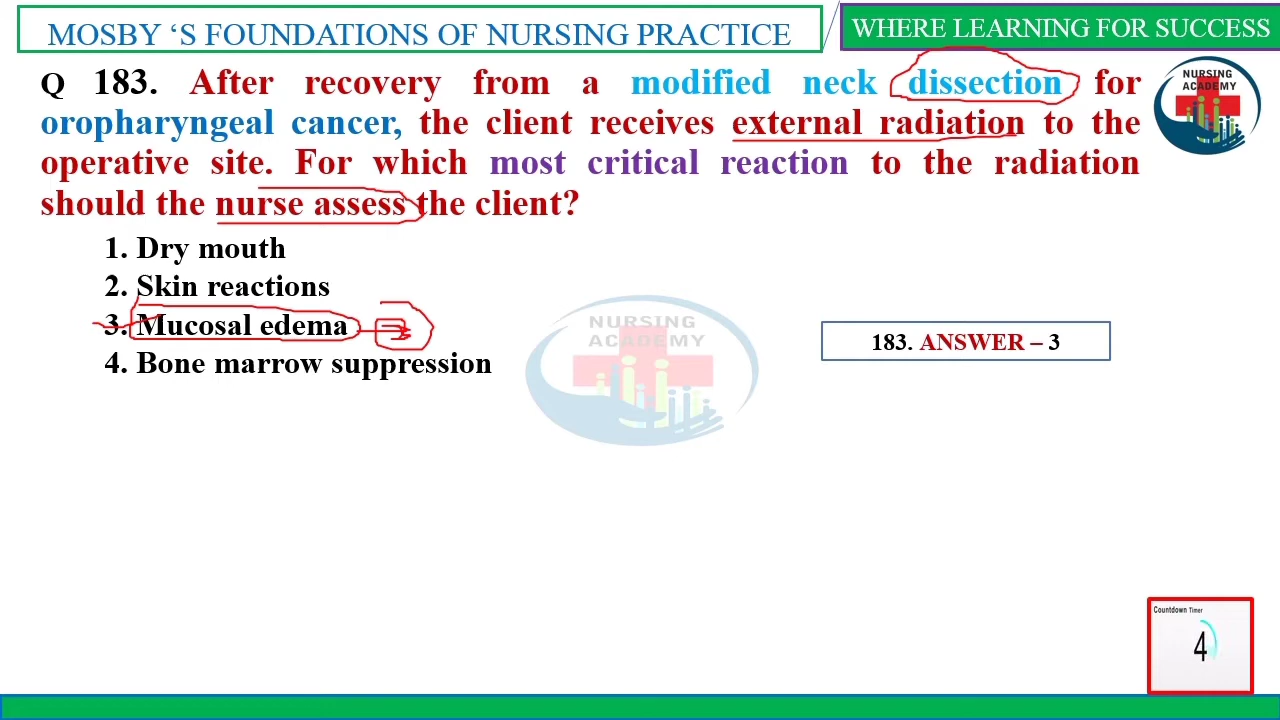 MOSBY ‘S FOUNDATIONS OF NURSING PRACTICE
WHERE LEARNING FOR SUCCESS
Q 183. After recovery from a modified neck dissection for
oropharyngeal cancer, the client receives external radiation to the
operative site. For which most critical reaction to the radiation
should the nurse assess the client?
NURSING
ACADEMY
1. Dry mouth
2. Skin reactions
3. Mucosal edema
4. Bone marrow suppression
NURSING
ACADEMY
183. ANSWER – 3
Countdown Timer
4